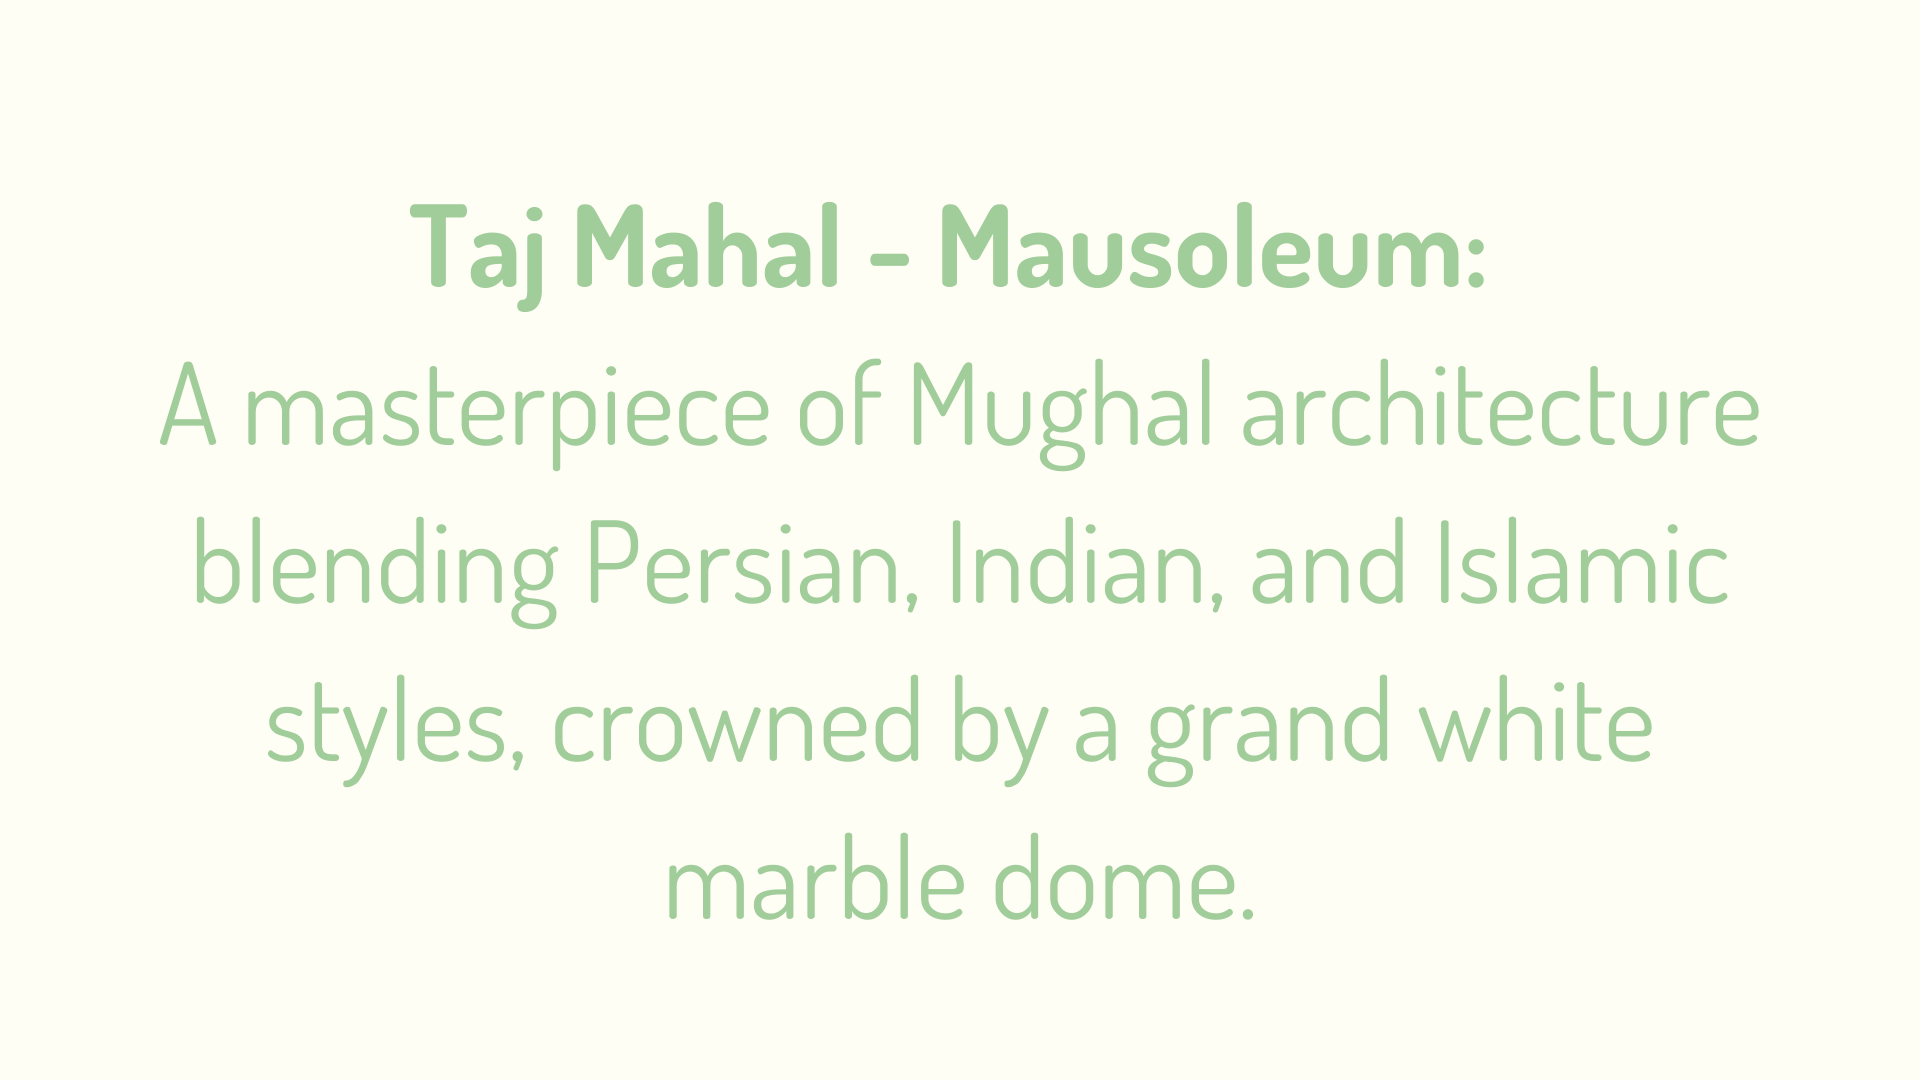 Taj Mahal - Mausoleum:
A masterpiece of Mughal architecture
blending Persian, Indian, and Islamic
styles, crowned by a grand white
marble dome.